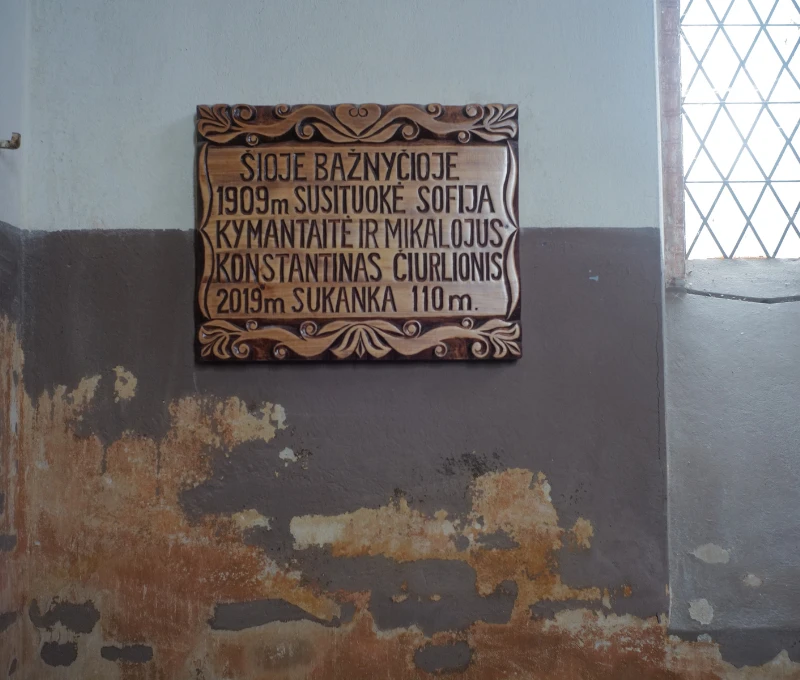 ŠIOJE BAŽNYČIOJE
1909m SUSITUOKĖ SOFIJA
KYMANTAITĖ IR MIKALOJUS
KONSTANTINAS ČIURLIONIS
2019m SUKANKA 110 m.